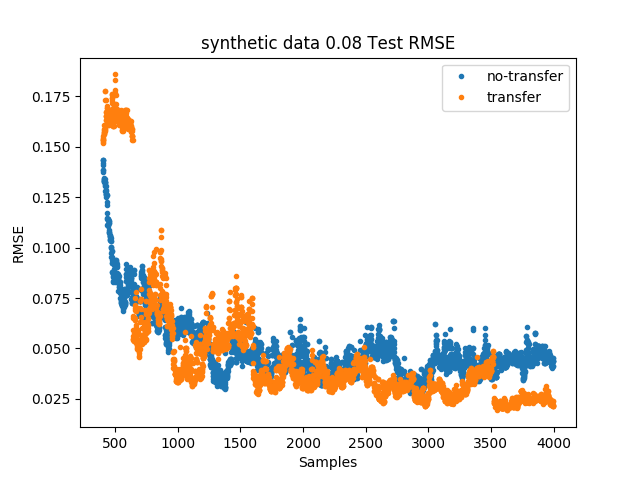 synthetic data 0.08 Test RMSE
no-transfer
transfer
0.175
0.150
0.125
0.100
0.075
0.050
0.025
RMSE
500 1000 1500 2000 2500 3000 3500 4000
Samples